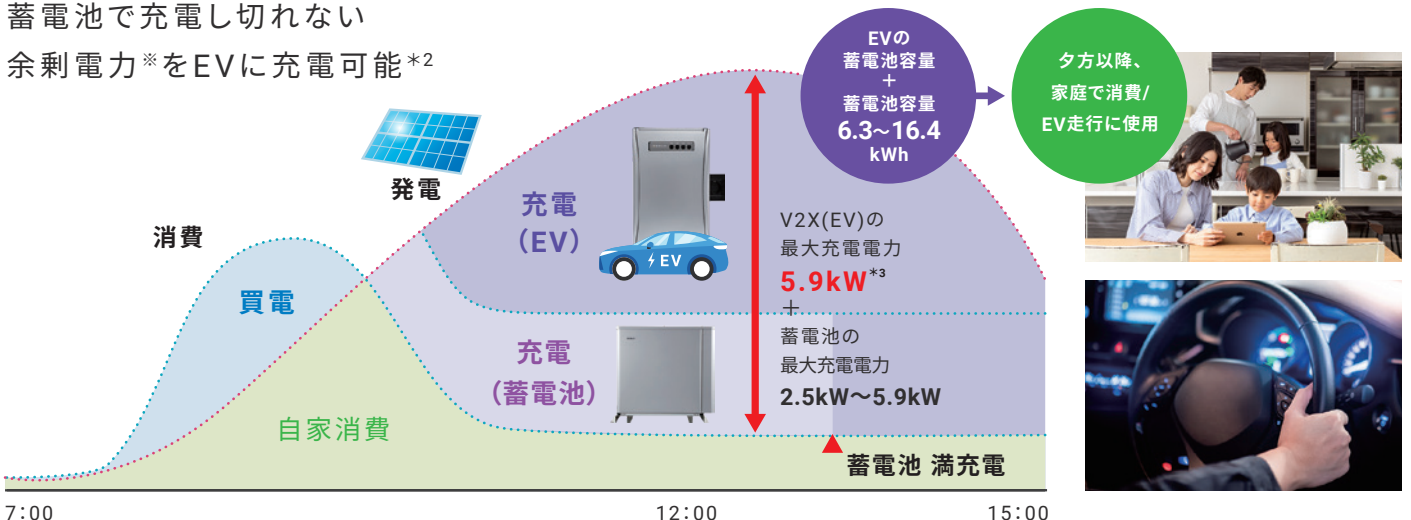 蓄電池で充電し切れない
余剰電力※をEVに充電可能*2
EVの
蓄電池容量
+
蓄電池容量
6.3~16.4
kWh
夕方以降、
家庭で消費/
EV走行に使用
発電
消費
買電
自家消費
充電
(EV)
EV
充電
(蓄電池)
V2X(EV)の
最大充電電力
5.9kW*3
+
蓄電池の
最大充電電力
2.5kW〜5.9kW
蓄電池 満充電
7:00
12:00
15:00